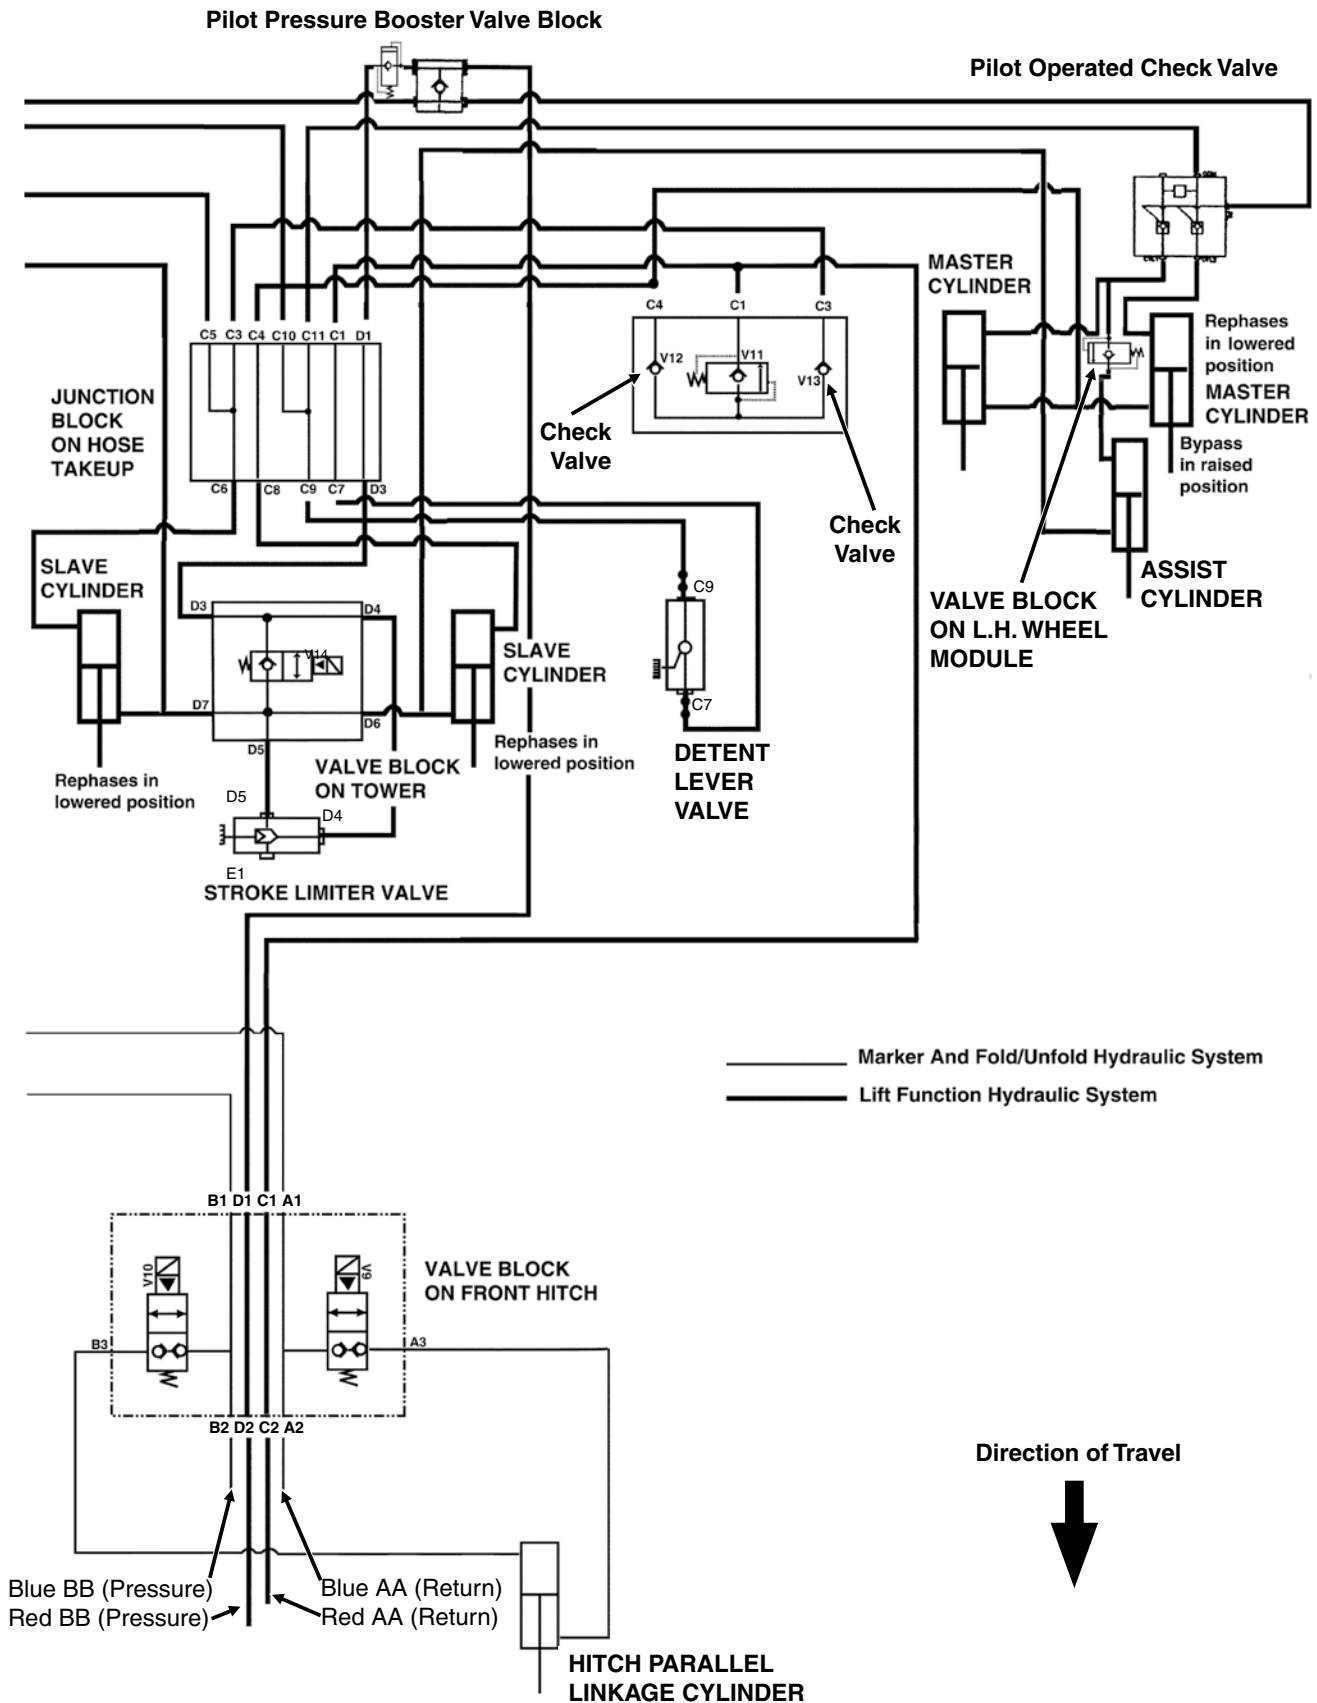 Pilot Pressure Booster Valve Block
Pilot Operated Check Valve
MASTER
CYLINDER
C4
C1
C3
Rephases
in lowered
position
C5 C3 C4 C10 C11 C1 D1
V12
V11
V13
JUNCTION
BLOCK
ON HOSE
TAKEUP
MASTER
CYLINDER
Check
Valve
Bypass
in raised
position
C6 C8 C9 C7 D3
Check
Valve
SLAVE
CYLINDER
ASSIST
CYLINDER
C9
VALVE BLOCK
ON L.H. WHEEL
MODULE
D3
D4
V14
SLAVE
CYLINDER
D7
D6
C7
D5
Rephases in
lowered position
DETENT
LEVER
VALVE
VALVE BLOCK
ON TOWER
Rephases in
lowered position
D5
D4
E1
STROKE LIMITER VALVE
Marker And Fold/Unfold Hydraulic System
Lift Function Hydraulic System
B1 D1 C1 A1
V10
V9
VALVE BLOCK
ON FRONT HITCH
B3
A3
B2 D2 C2 A2
Direction of Travel
Blue BB (Pressure)
Red BB (Pressure)
Blue AA (Return)
Red AA (Return)
HITCH PARALLEL
LINKAGE CYLINDER